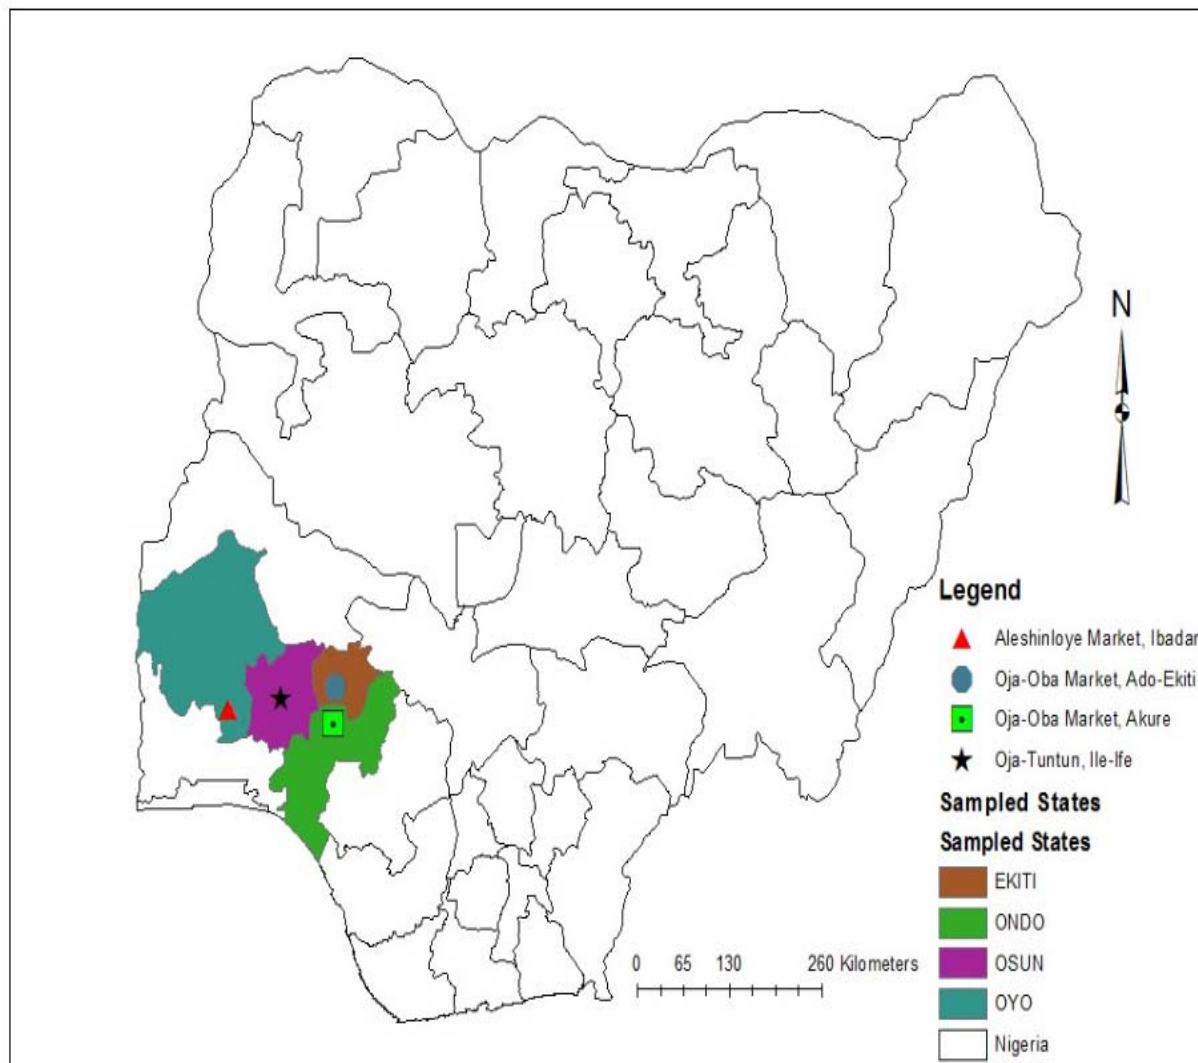 N
Legend
Aleshinloye Market, Ibadan
Oja-Oba Market, Ado-Ekiti
Oja-Oba Market, Akure
Oja-Tuntun, Ile-Ife
Sampled States
Sampled States
EKITI
ONDO
OSUN
OYO
Nigeria
0 65 130 260 Kilometers